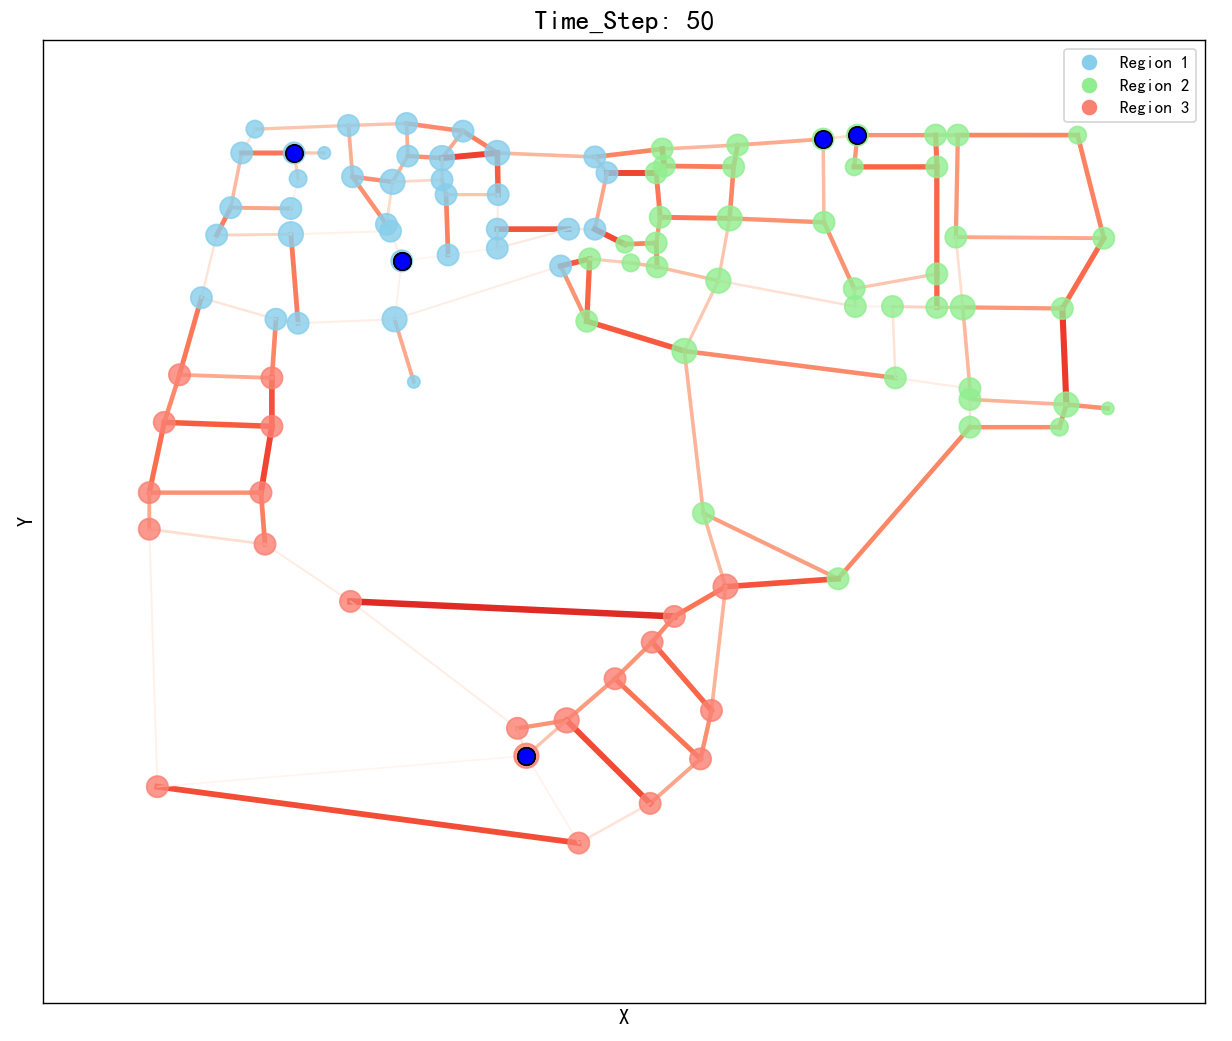 Time_Step: 50
Region 1
Region 2
Region 3
Y
X